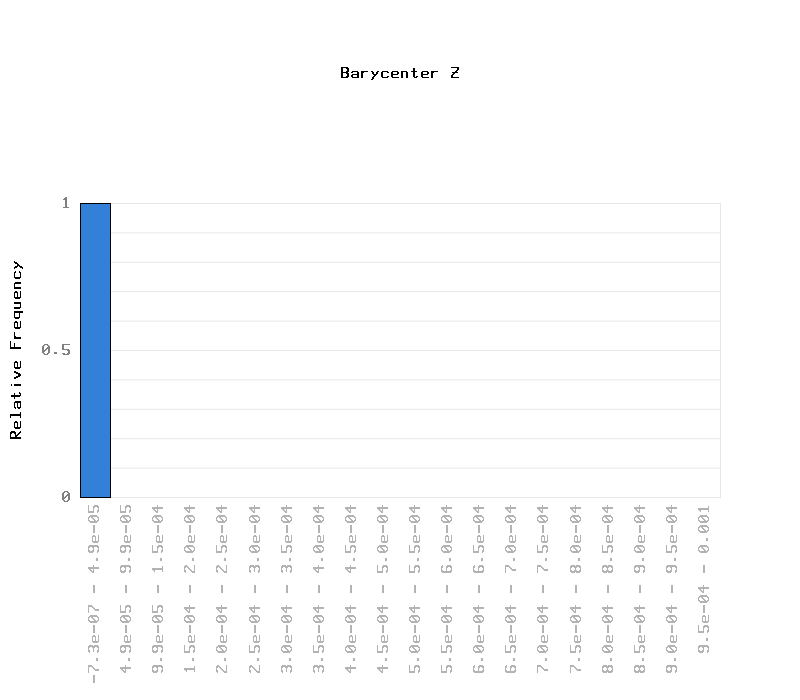 Barycenter Z
Relative Frequency
1
0.5
0
-7.3e-07 - 4.9e-05
4.9e-05 - 9.9e-05
9.9e-05 - 1.5e-04
1.5e-04 - 2.0e-04
2.0e-04 - 2.5e-04
2.5e-04 - 3.0e-04
3.0e-04 - 3.5e-04
3.5e-04 - 4.0e-04
4.0e-04 - 4.5e-04
4.5e-04 - 5.0e-04
5.0e-04 - 5.5e-04
5.5e-04 - 6.0e-04
6.0e-04 - 6.5e-04
6.5e-04 - 7.0e-04
7.0e-04 - 7.5e-04
7.5e-04 - 8.0e-04
8.0e-04 - 8.5e-04
8.5e-04 - 9.0e-04
9.0e-04 - 9.5e-04
9.5e-04 - 0.001